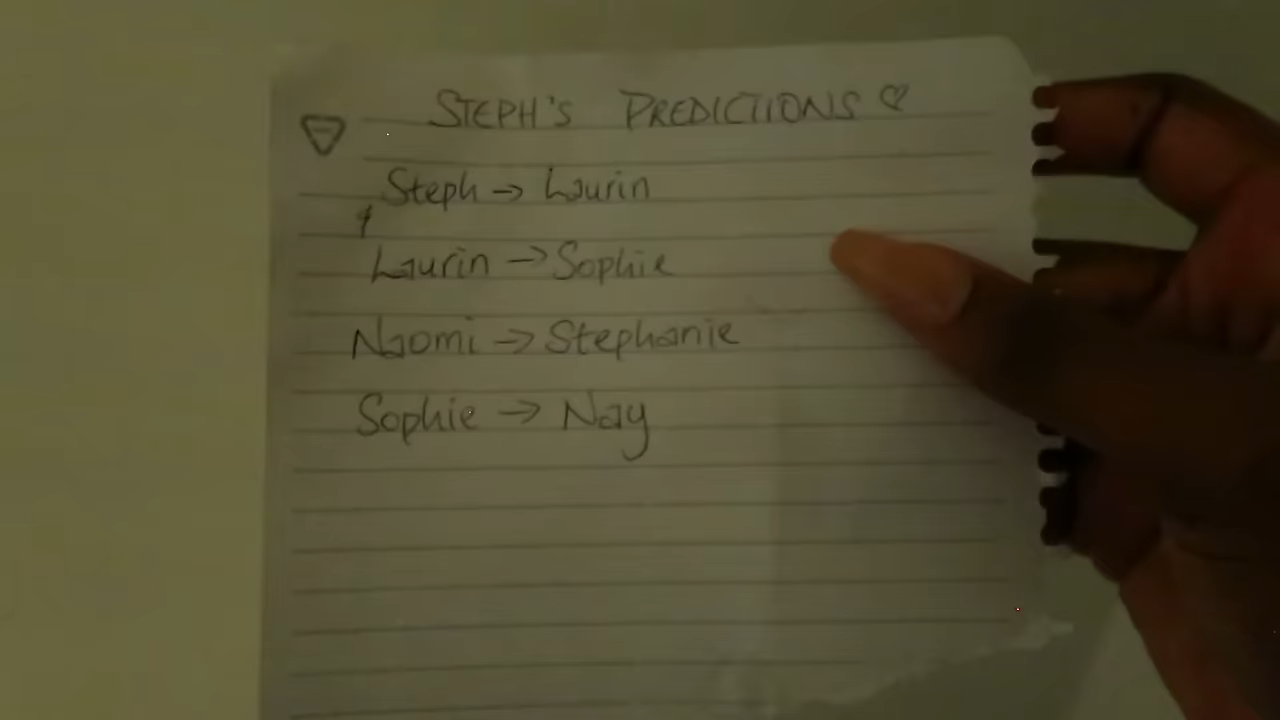 STEPH'S PREDICTIONS ♡
Steph → Laurin
Laurin → Sophie
Naomi → Stephanie
Sophie → Nay